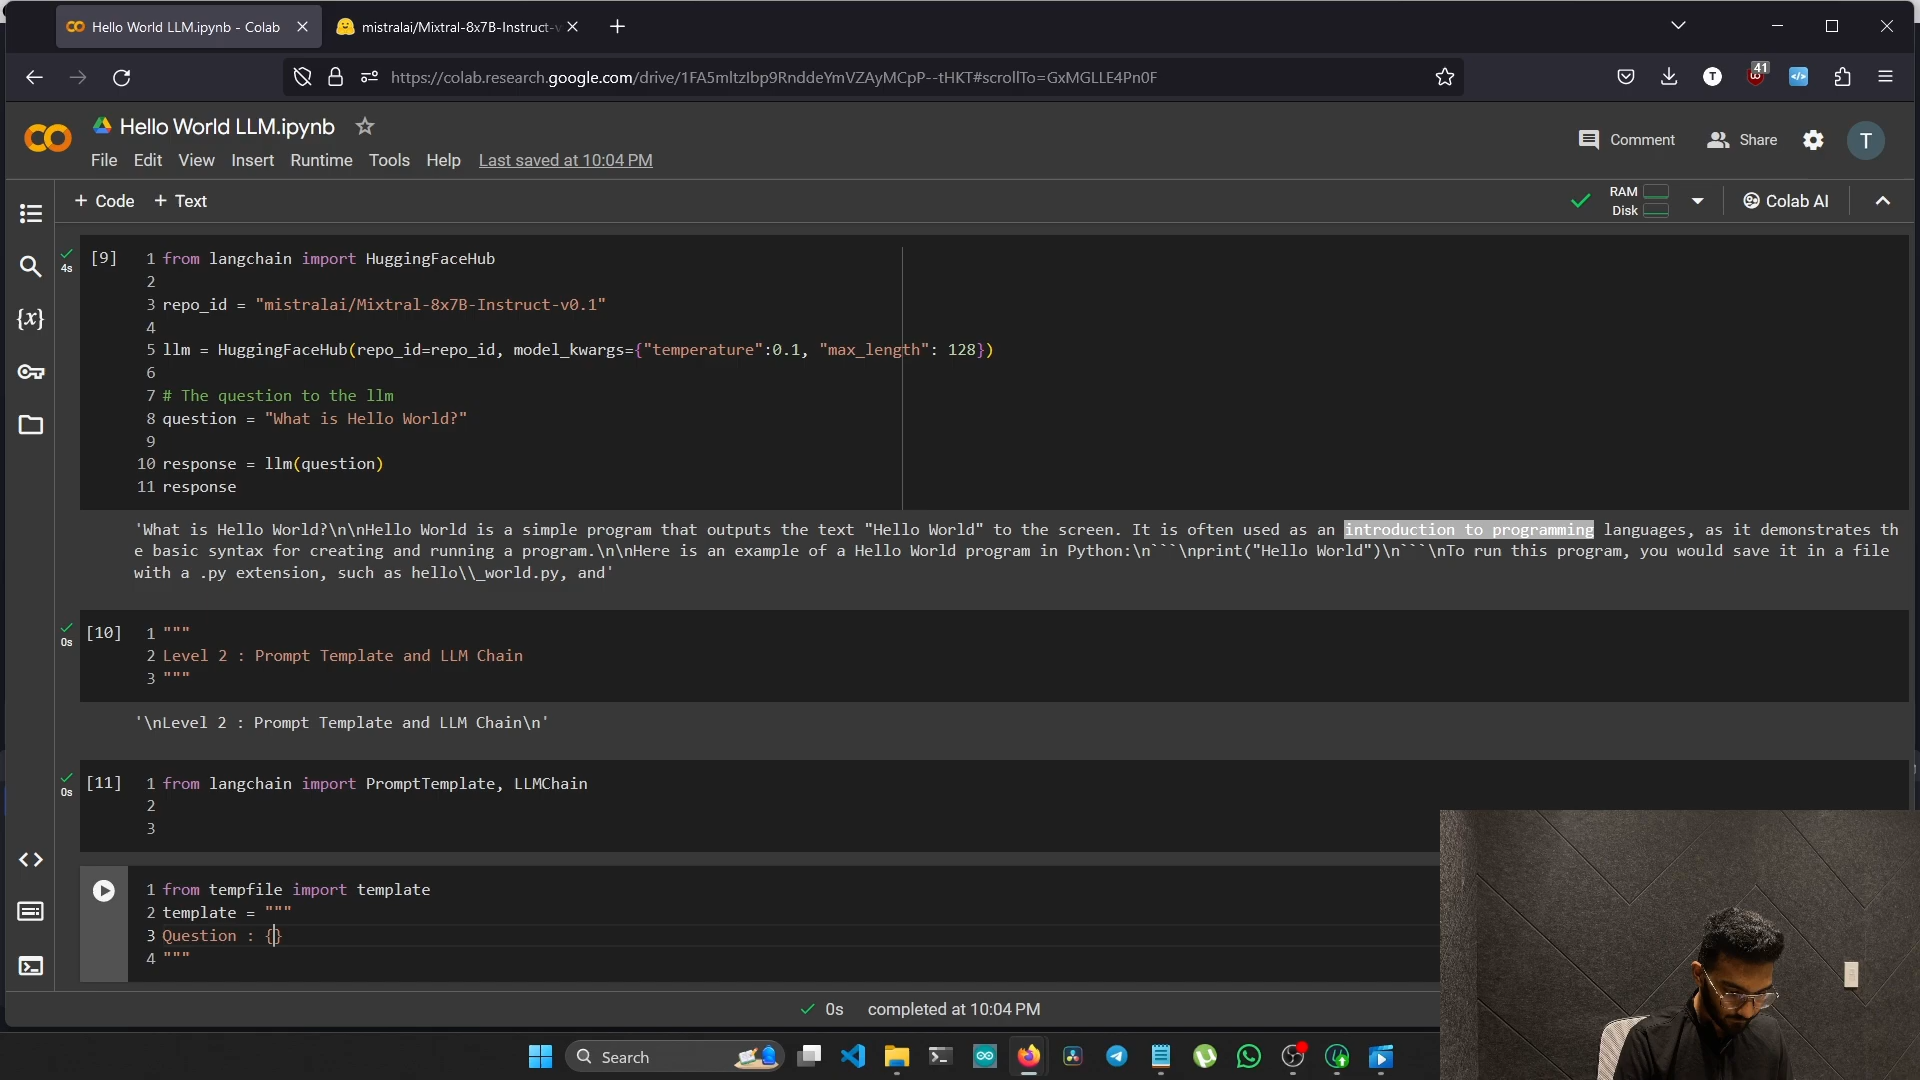 Hello World LLM.ipynb - Colab
mistralai/Mixtral-8x7B-Instruct-v
https://colab.research.google.com/drive/1FA5mltzIbp9RnddeYmVZAyMCpP--tHKT#scrollTo=GxMGLLE4Pn0F
41
T
Hello World LLM.ipynb
Comment
Share
T
File Edit View Insert Runtime Tools Help Last saved at 10:04 PM
+ Code + Text
RAM
Disk
Colab AI
4s
[9]
1 from langchain import HuggingFaceHub
2
3 repo_id = "mistralai/Mixtral-8x7B-Instruct-v0.1"
4
5 llm = HuggingFaceHub(repo_id=repo_id, model_kwargs={"temperature":0.1, "max_length": 128})
6
7 # The question to the llm
8 question = "What is Hello World?"
9
10 response = llm(question)
11 response
'What is Hello World?\n\nHello World is a simple program that outputs the text "Hello World" to the screen. It is often used as an introduction to programming languages, as it demonstrates th
e basic syntax for creating and running a program.\n\nHere is an example of a Hello World program in Python:\n```\nprint("Hello World")\n```\nTo run this program, you would save it in a file
with a .py extension, such as hello\\_world.py, and'
0s
[10]
1 """
2 Level 2 : Prompt Template and LLM Chain
3 """
'\nLevel 2 : Prompt Template and LLM Chain\n'
0s
[11]
1 from langchain import PromptTemplate, LLMChain
2
3
1 from tempfile import template
2 template = """
3 Question : {}
4 """
0s completed at 10:04 PM
Search